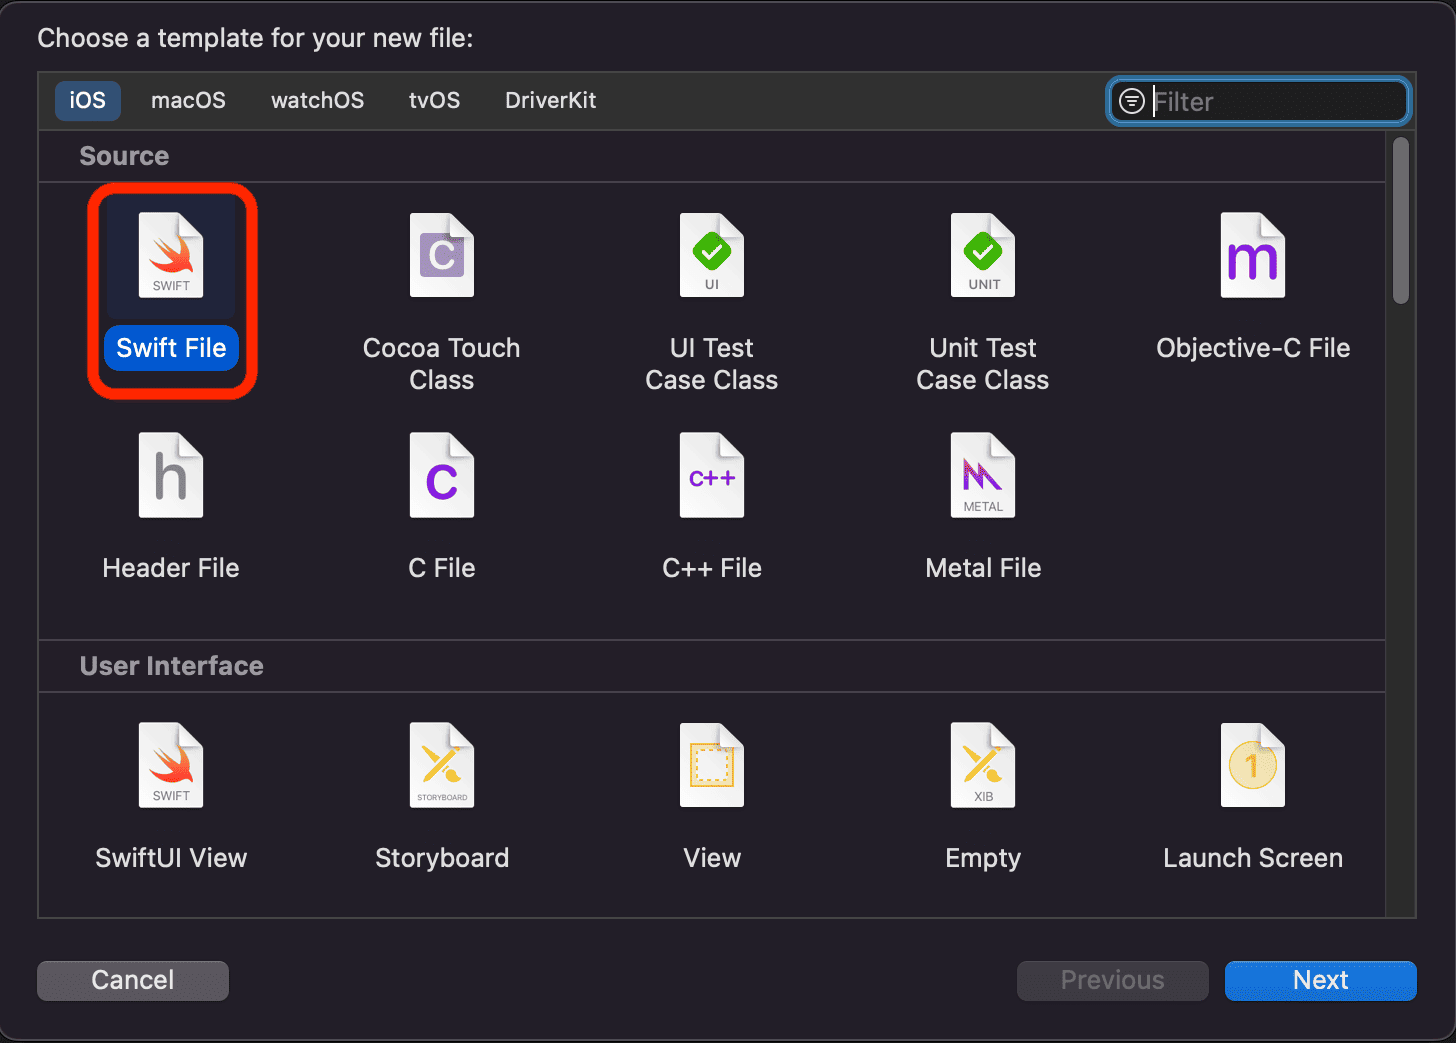 Choose a template for your new file:
iOS macOS watchOS tvOS DriverKit Filter
Source
SWIFT C UI UNIT m
Swift File Cocoa Touch Class UI Test Case Class Unit Test Case Class Objective-C File
h C C++ METAL
Header File C File C++ File Metal File
User Interface
SWIFT STORYBOARD XIB 1
SwiftUI View Storyboard View Empty Launch Screen
Cancel Previous Next